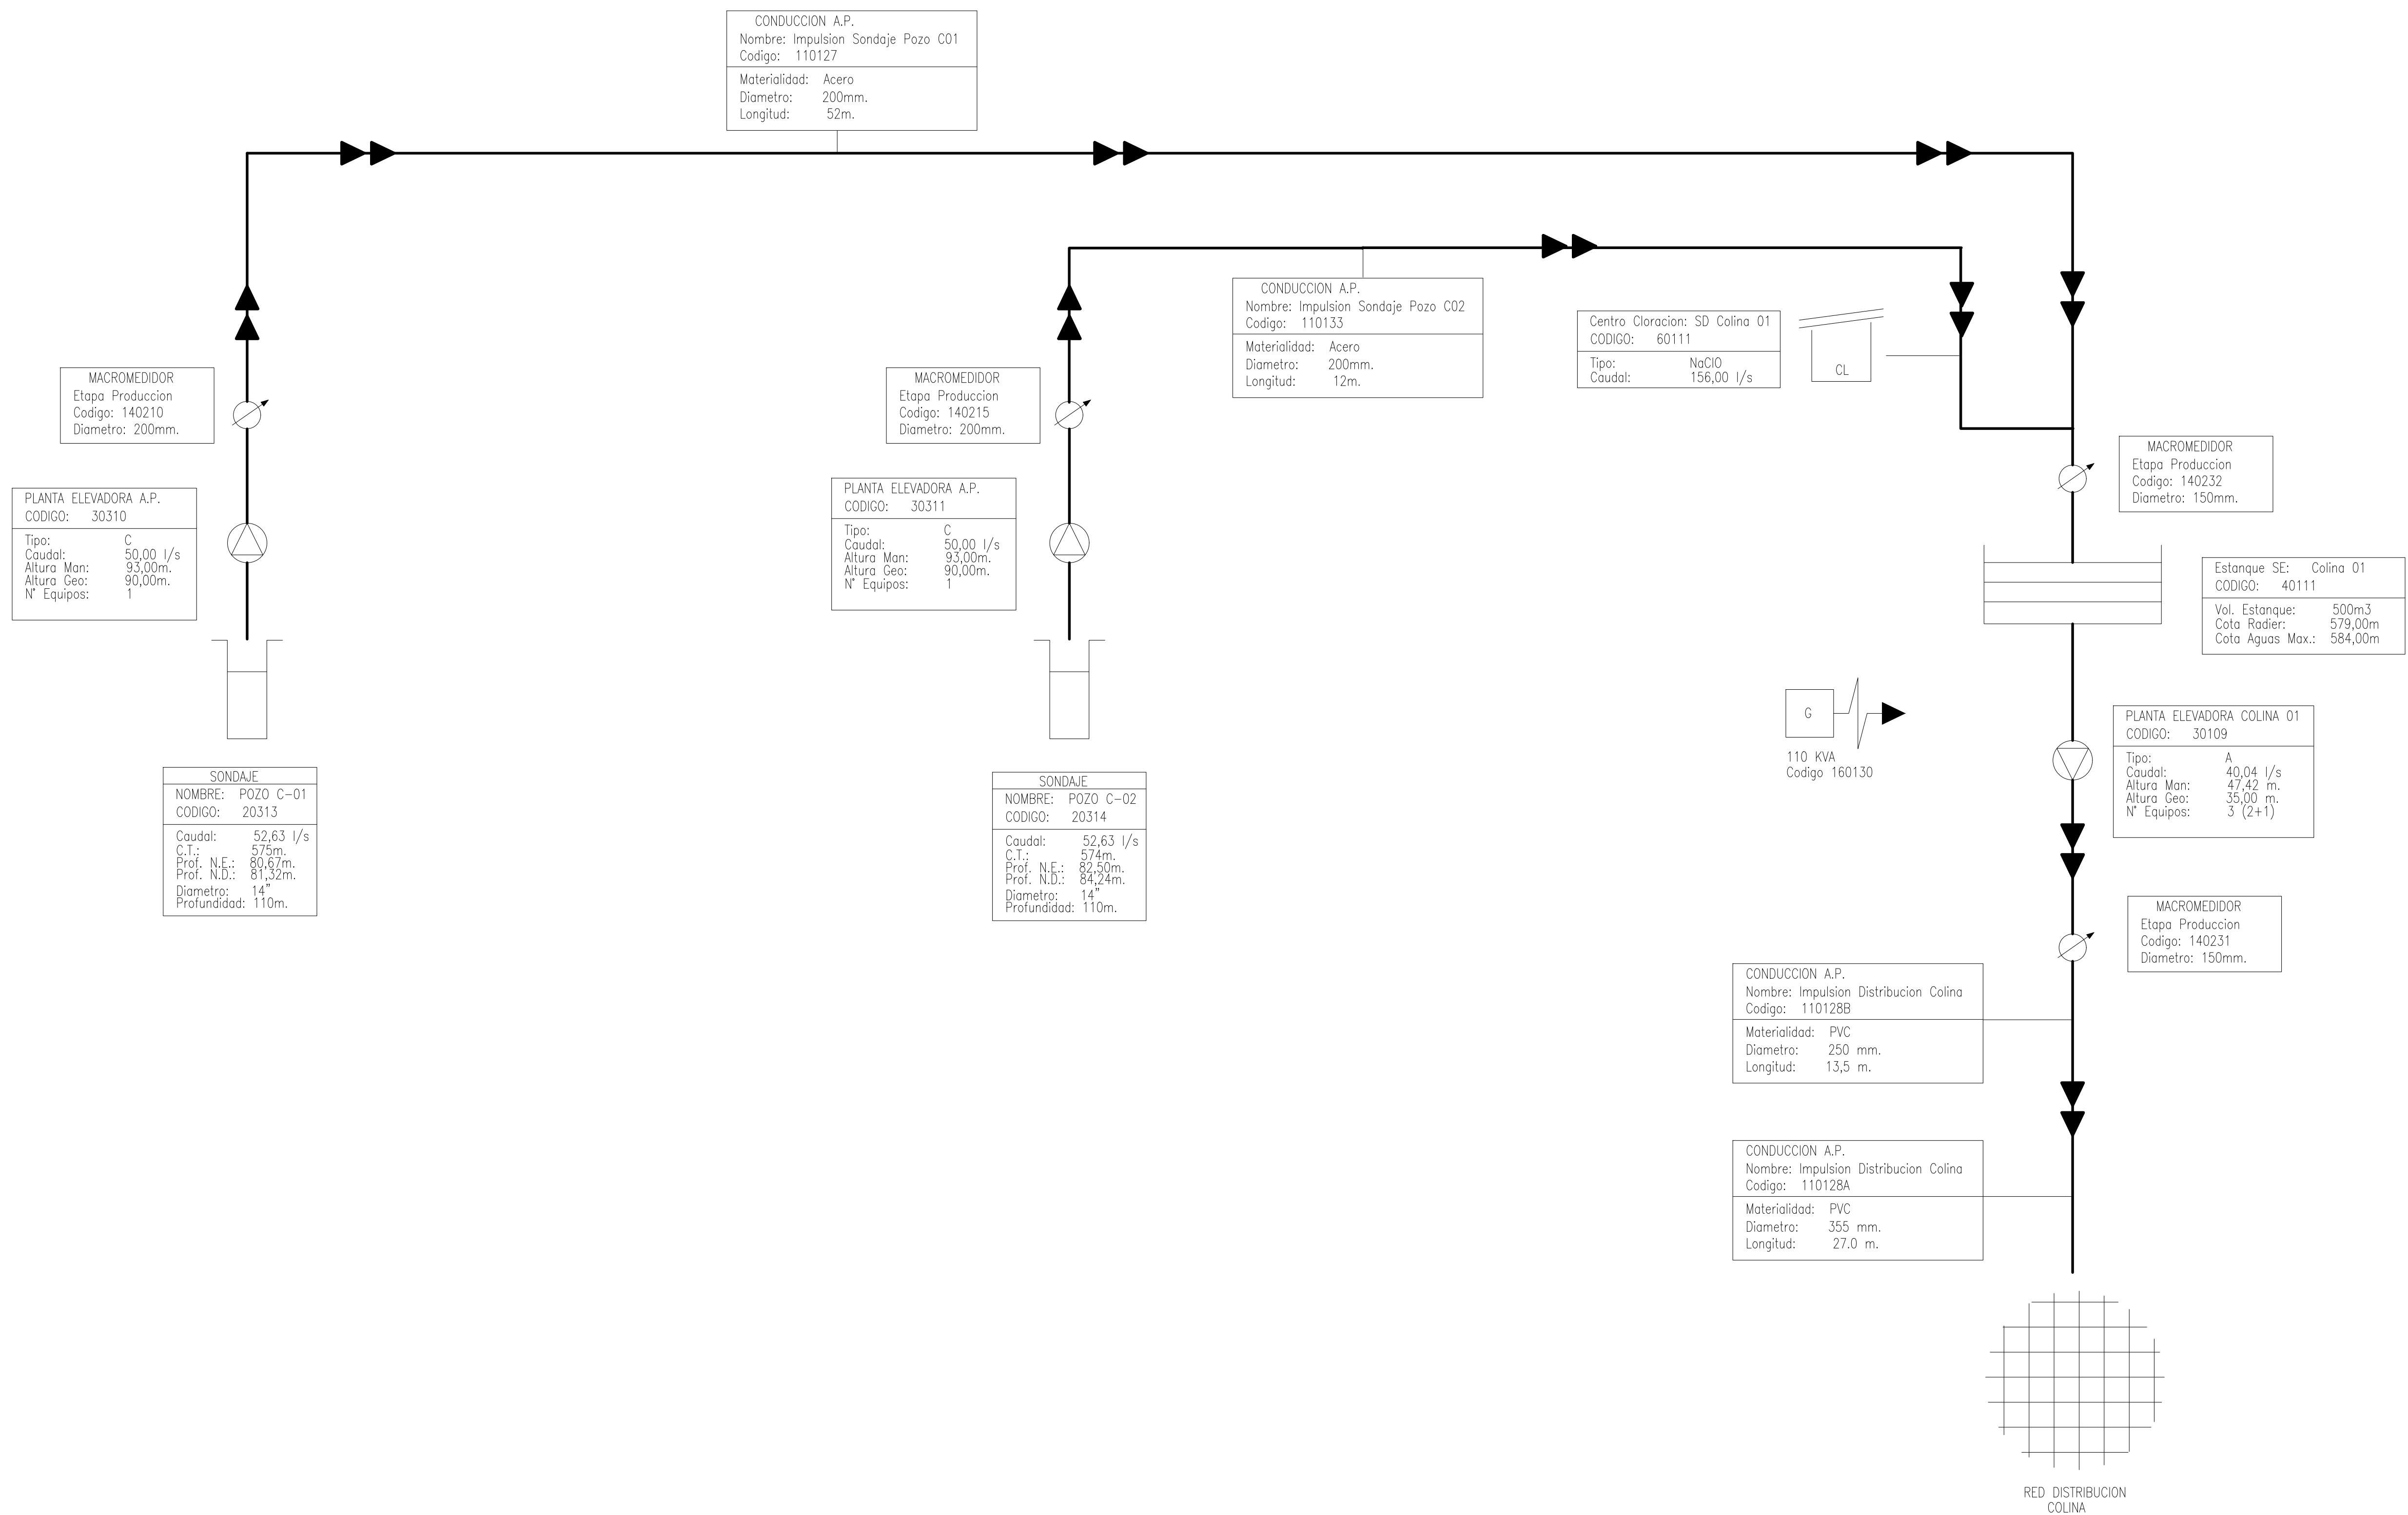 CONDUCCION A.P.
Nombre: Impulsion Sondaje Pozo C01
Codigo: 110127
Materialidad: Acero
Diametro: 200mm.
Longitud: 52m.
CONDUCCION A.P.
Nombre: Impulsion Sondaje Pozo C02
Codigo: 110133
Materialidad: Acero
Diametro: 200mm.
Longitud: 12m.
Centro Cloracion: SD Colina 01
CODIGO: 60111
Tipo: NaClO
Caudal: 156,00 l/s
CL
MACROMEDIDOR
Etapa Produccion
Codigo: 140210
Diametro: 200mm.
MACROMEDIDOR
Etapa Produccion
Codigo: 140215
Diametro: 200mm.
MACROMEDIDOR
Etapa Produccion
Codigo: 140232
Diametro: 150mm.
PLANTA ELEVADORA A.P.
CODIGO: 30310
Tipo: C
Caudal: 50,00 l/s
Altura Man: 93,00m.
Altura Geo: 90,00m.
N° Equipos: 1
PLANTA ELEVADORA A.P.
CODIGO: 30311
Tipo: C
Caudal: 50,00 l/s
Altura Man: 93,00m.
Altura Geo: 90,00m.
N° Equipos: 1
Estanque SE: Colina 01
CODIGO: 40111
Vol. Estanque: 500m3
Cota Radier: 579,00m
Cota Aguas Max.: 584,00m
G
110 KVA
Codigo 160130
PLANTA ELEVADORA COLINA 01
CODIGO: 30109
Tipo: A
Caudal: 40,04 l/s
Altura Man: 47,42 m.
Altura Geo: 35,00 m.
N° Equipos: 3 (2+1)
SONDAJE
NOMBRE: POZO C-01
CODIGO: 20313
Caudal: 52,63 l/s
C.T.: 575m.
Prof. N.E.: 80,67m.
Prof. N.D.: 81,32m.
Diametro: 14"
Profundidad: 110m.
SONDAJE
NOMBRE: POZO C-02
CODIGO: 20314
Caudal: 52,63 l/s
C.T.: 574m.
Prof. N.E.: 82,50m.
Prof. N.D.: 84,24m.
Diametro: 14"
Profundidad: 110m.
MACROMEDIDOR
Etapa Produccion
Codigo: 140231
Diametro: 150mm.
CONDUCCION A.P.
Nombre: Impulsion Distribucion Colina
Codigo: 110128B
Materialidad: PVC
Diametro: 250 mm.
Longitud: 13,5 m.
CONDUCCION A.P.
Nombre: Impulsion Distribucion Colina
Codigo: 110128A
Materialidad: PVC
Diametro: 355 mm.
Longitud: 27.0 m.
RED DISTRIBUCION
COLINA